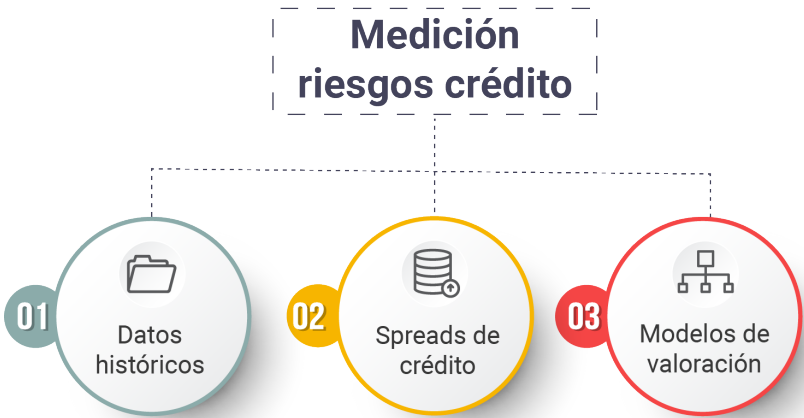 Medición
riesgos crédito
01
Datos
históricos
02
Spreads de
crédito
03
Modelos de
valoración